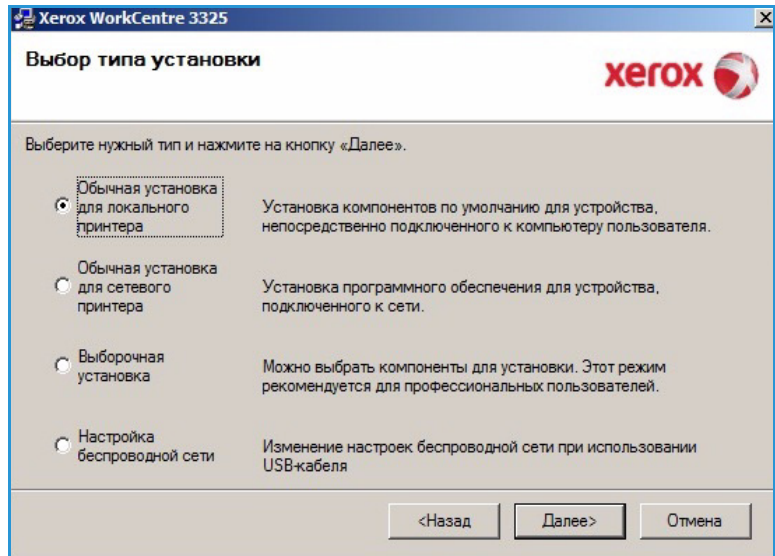 Xerox WorkCentre 3325
Выбор типа установки
xerox
Выберите нужный тип и нажмите на кнопку «Далее».
Обычная установка
для локального
принтера
Установка компонентов по умолчанию для устройства,
непосредственно подключенного к компьютеру пользователя.
Обычная установка
для сетевого
принтера
Установка программного обеспечения для устройства,
подключенного к сети.
Выборочная
установка
Можно выбрать компоненты для установки. Этот режим
рекомендуется для профессиональных пользователей.
Настройка
беспроводной сети
Изменение настроек беспроводной сети при использовании
USB-кабеля
<Назад
Далее>
Отмена